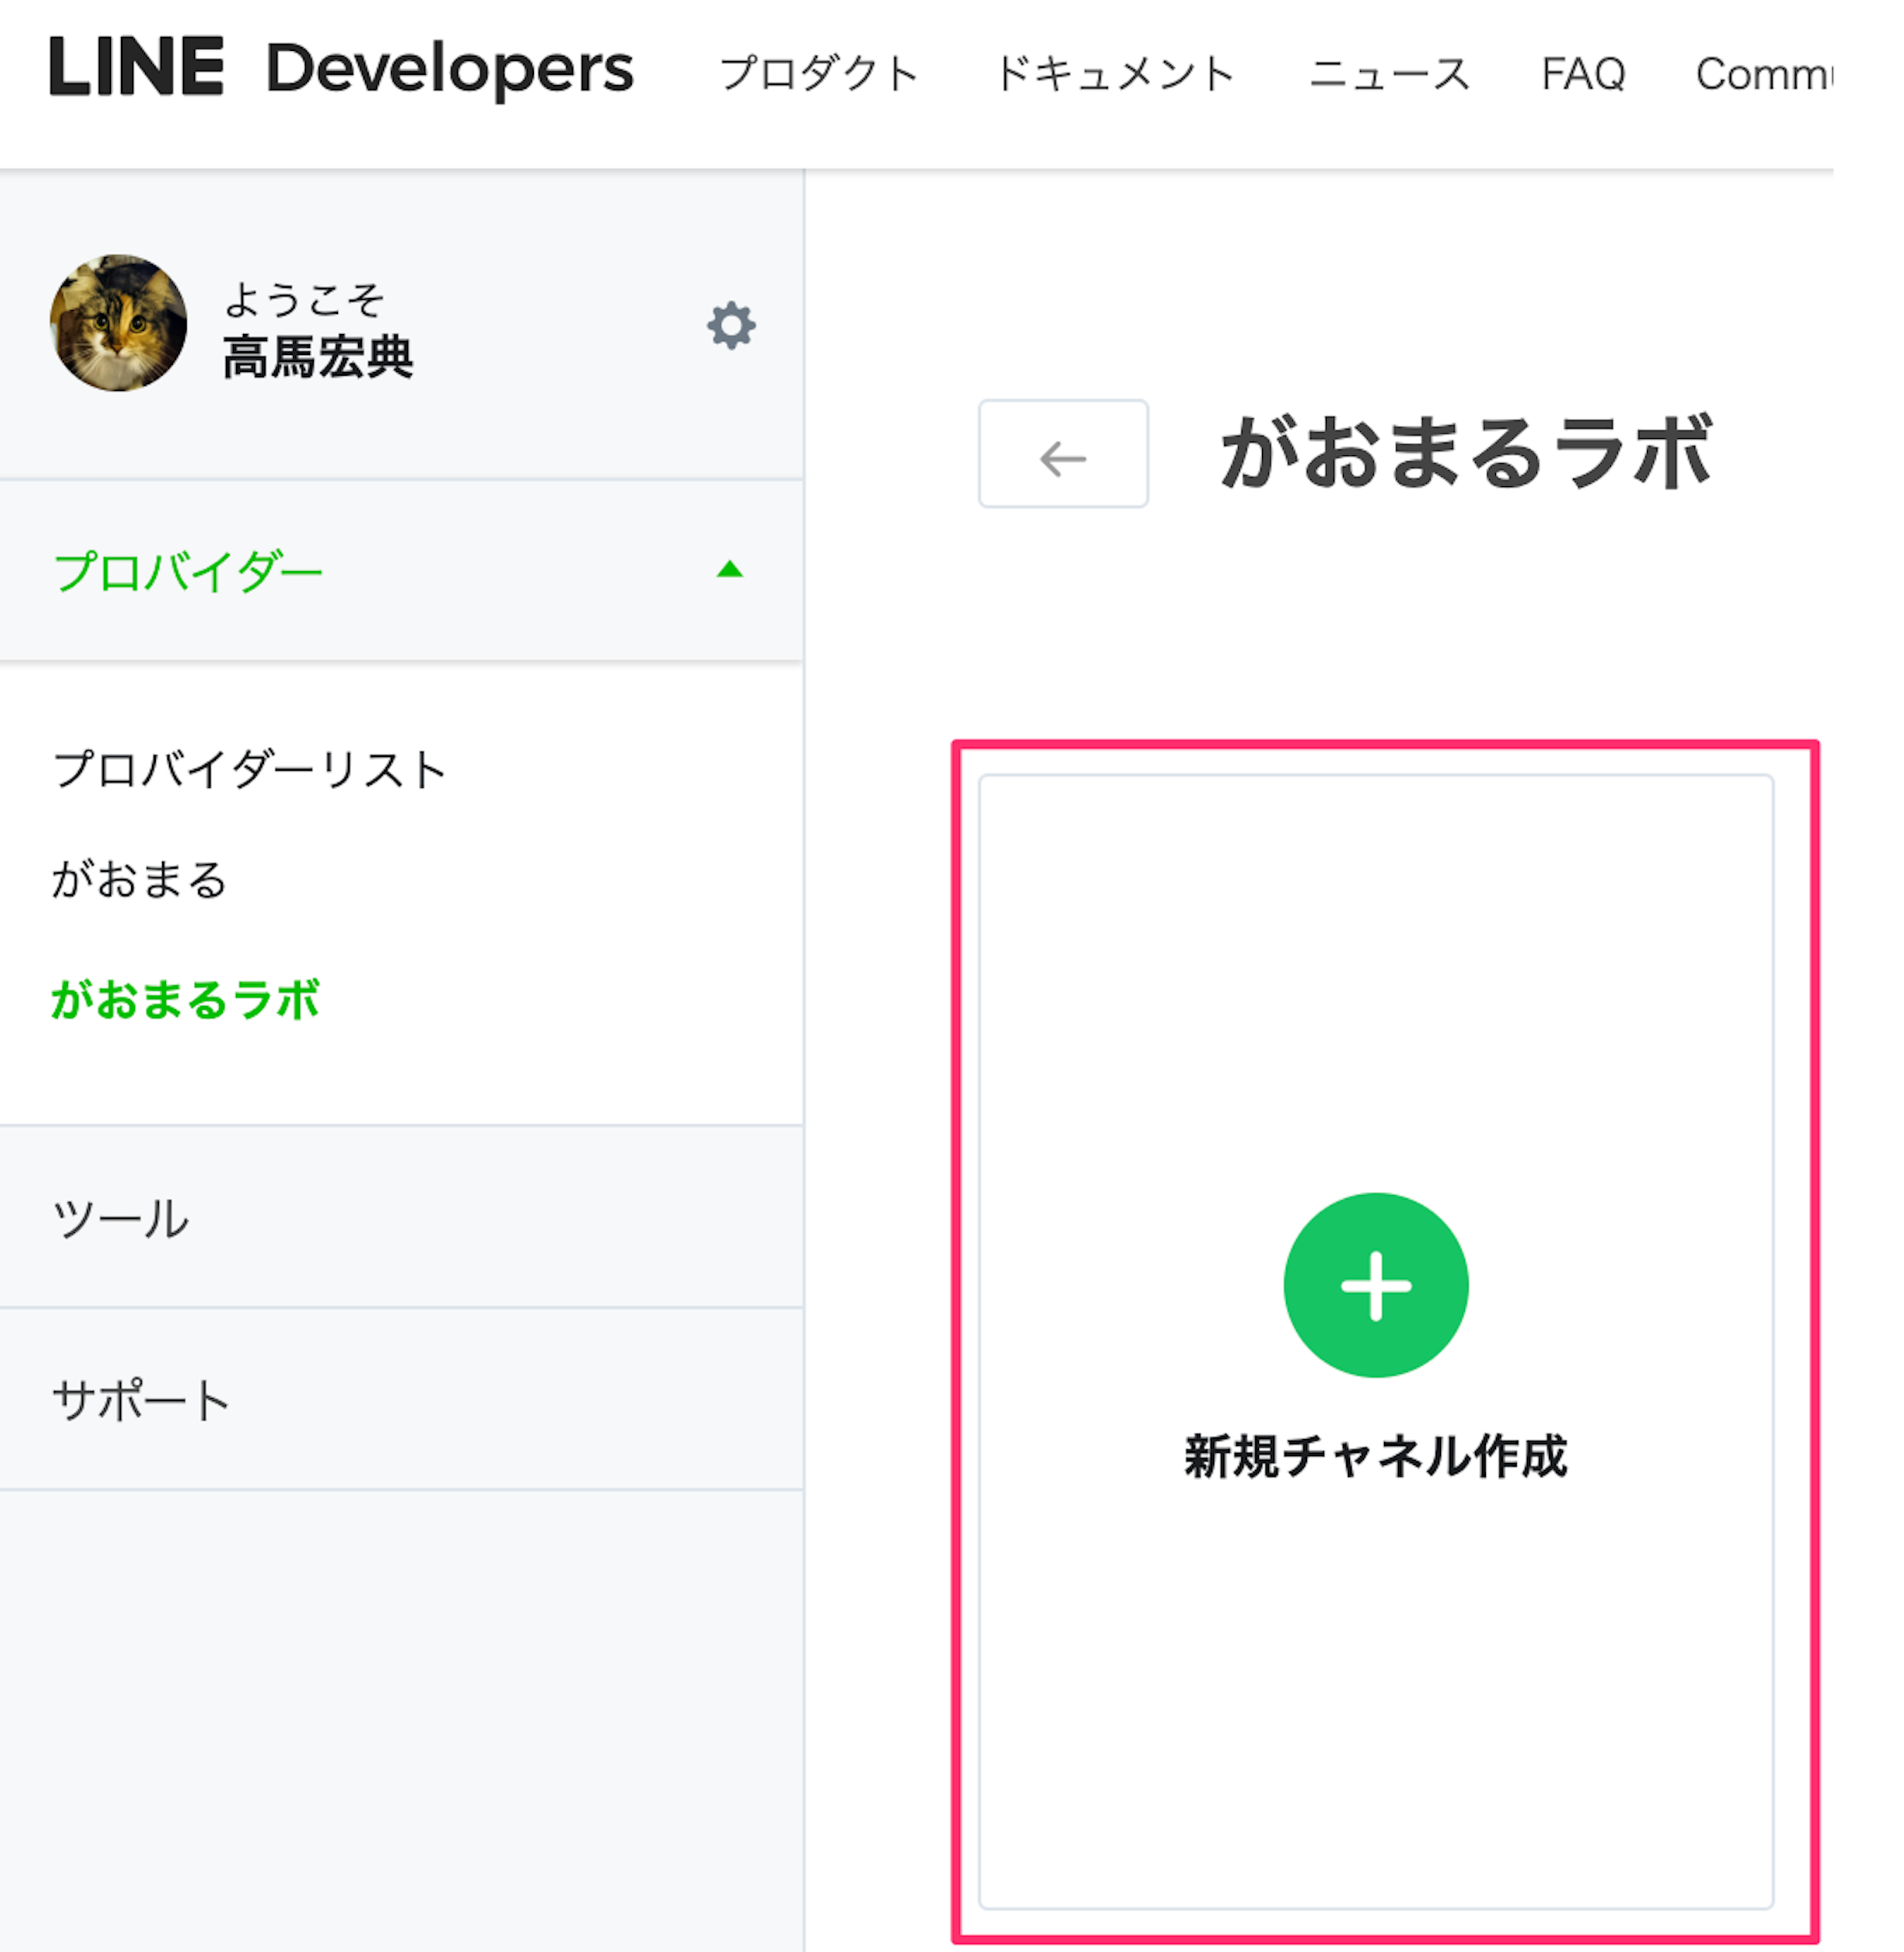 LINE Developers プロダクト ドキュメント ニュース FAQ Comm
ようこそ
高馬宏典
がおまるラボ
プロバイダー
プロバイダーリスト
がおまる
がおまるラボ
ツール
サポート
新規チャネル作成